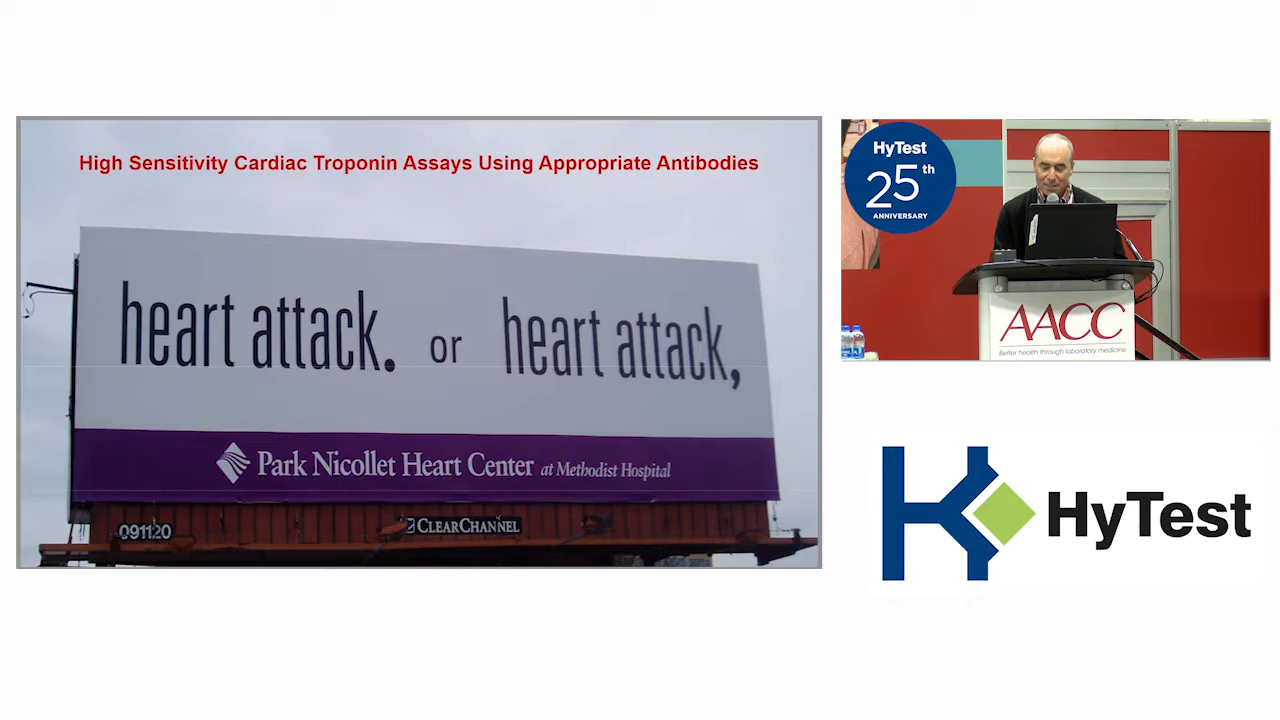 High Sensitivity Cardiac Troponin Assays Using Appropriate Antibodies
heart attack. or heart attack,
Park Nicollet Heart Center at Methodist Hospital
091120
CLEARCHANNEL
HyTest
25th
ANNIVERSARY
AACC
Better health through laboratory medicine
HyTest